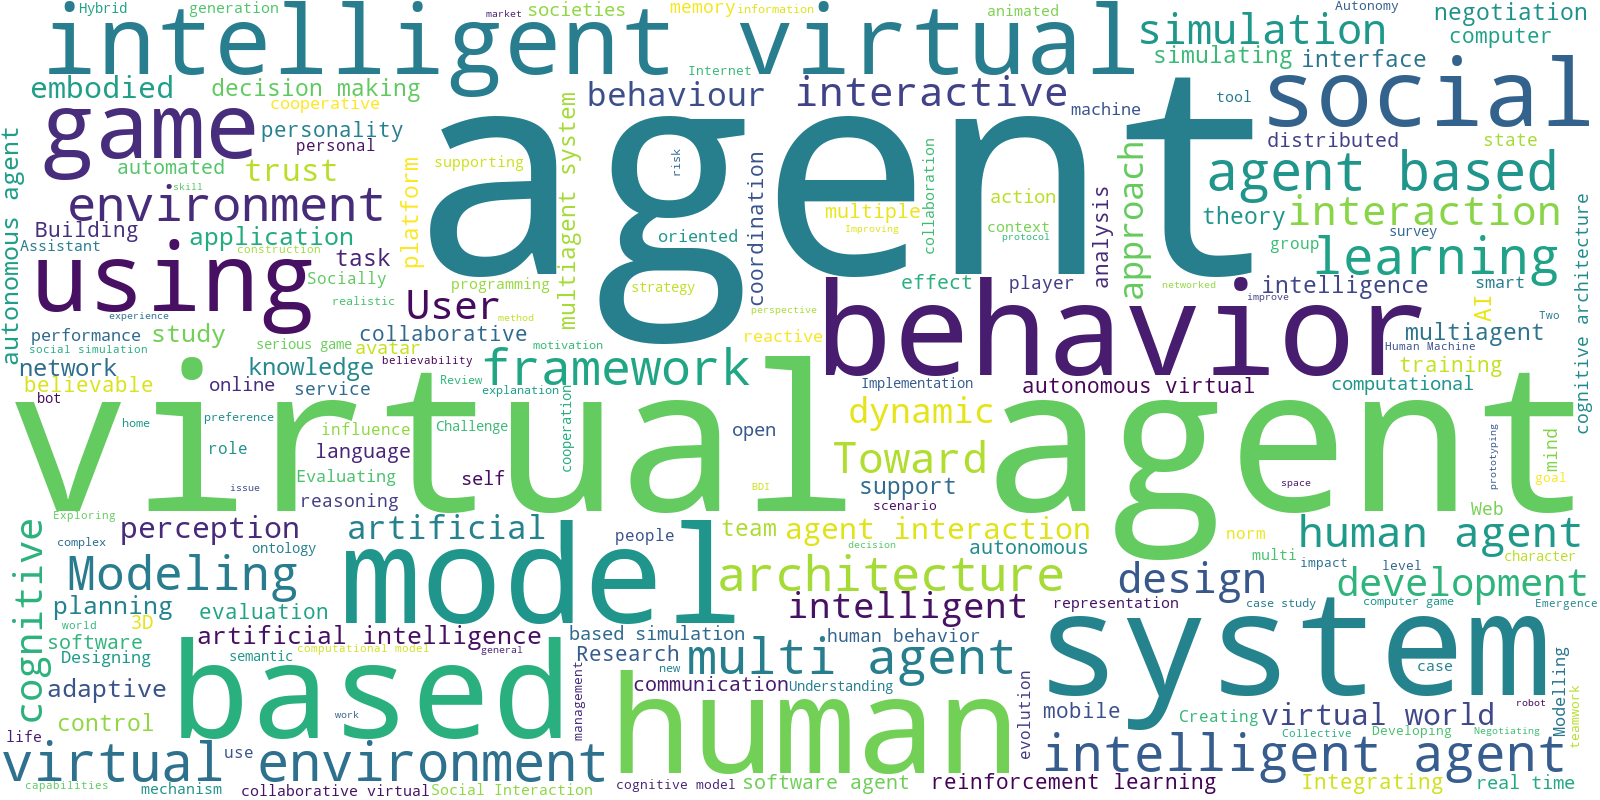 Hybrid
generation
market
societies
memory
information
animated
Autonomy
negotiation
intelligent virtual
simulation
computer
simulating
interface
Internet
embodied
decision making
cooperative
behaviour
interactive
machine
tool
social
game
personality
personal
agent
distributed
state
automated
trust
supporting
risk
multiagent system
platform
coordination
collaboration
action
approach
analysis
agent based
skill
environment
multiple
theory
interaction
autonomous agent
Building
application
oriented
Improving
context
protocol
group
survey
Assistant
construction
task
learning
using
Socially
programming
strategy
effect
player
networked
intelligence
smart
cognitive architecture
realistic
User
method
perspective
behavior
improve
AI
experience
performance
study
collaborative
reactive
multiagent
Two
social simulation
serious game
avatar
motivation
Human Machine
network
knowledge
believability
framework
training
believable
online
service
Review
explanation
Implementation
autonomous virtual
computational
bot
virtual agent
preference
home
influence
Challenge
cooperation
dynamic
open
role
language
Toward
mind
prototyping
Evaluating
self
support
goal
issue
reasoning
BDI
space
scenario
Web
Exploring
cognitive
perception
artificial
team
agent interaction
norm
human agent
complex
ontology
model
people
decision
autonomous
multi
character
Modeling
architecture
design
impact
level
development
planning
evaluation
intelligent
representation
case study
computer game
Emergence
world
3D
software
artificial intelligence
based simulation
human behavior
system
Designing
semantic
computational model
general
Research
multi agent
case
Modelling
adaptive
based
management
communication
new
Understanding
human
evolution
mobile
robot
teamwork
control
work
Creating
virtual world
life
Collective
Developing
Negotiating
virtual environment
use
intelligent agent
capabilities
mechanism
collaborative virtual
Social Interaction
cognitive model
software agent
reinforcement learning
Integrating
real time